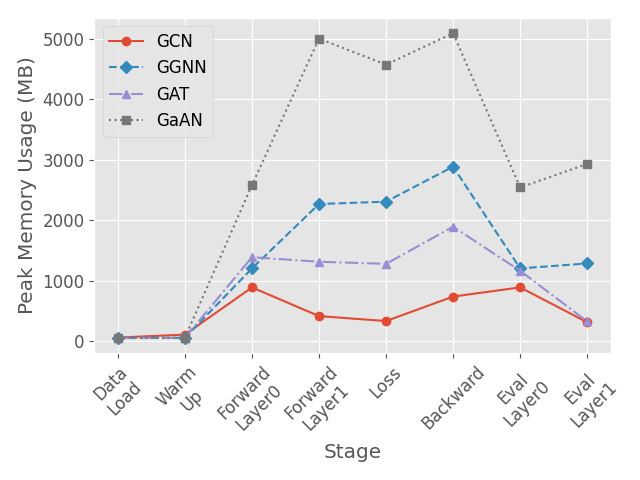 GCN
GGNN
GAT
GaAN
Peak Memory Usage (MB)
5000
4000
3000
2000
1000
0
Data
Load
Warm
Up
Forward
Layer0
Forward
Layer1
Loss
Backward
Eval
Layer0
Eval
Layer1
Stage